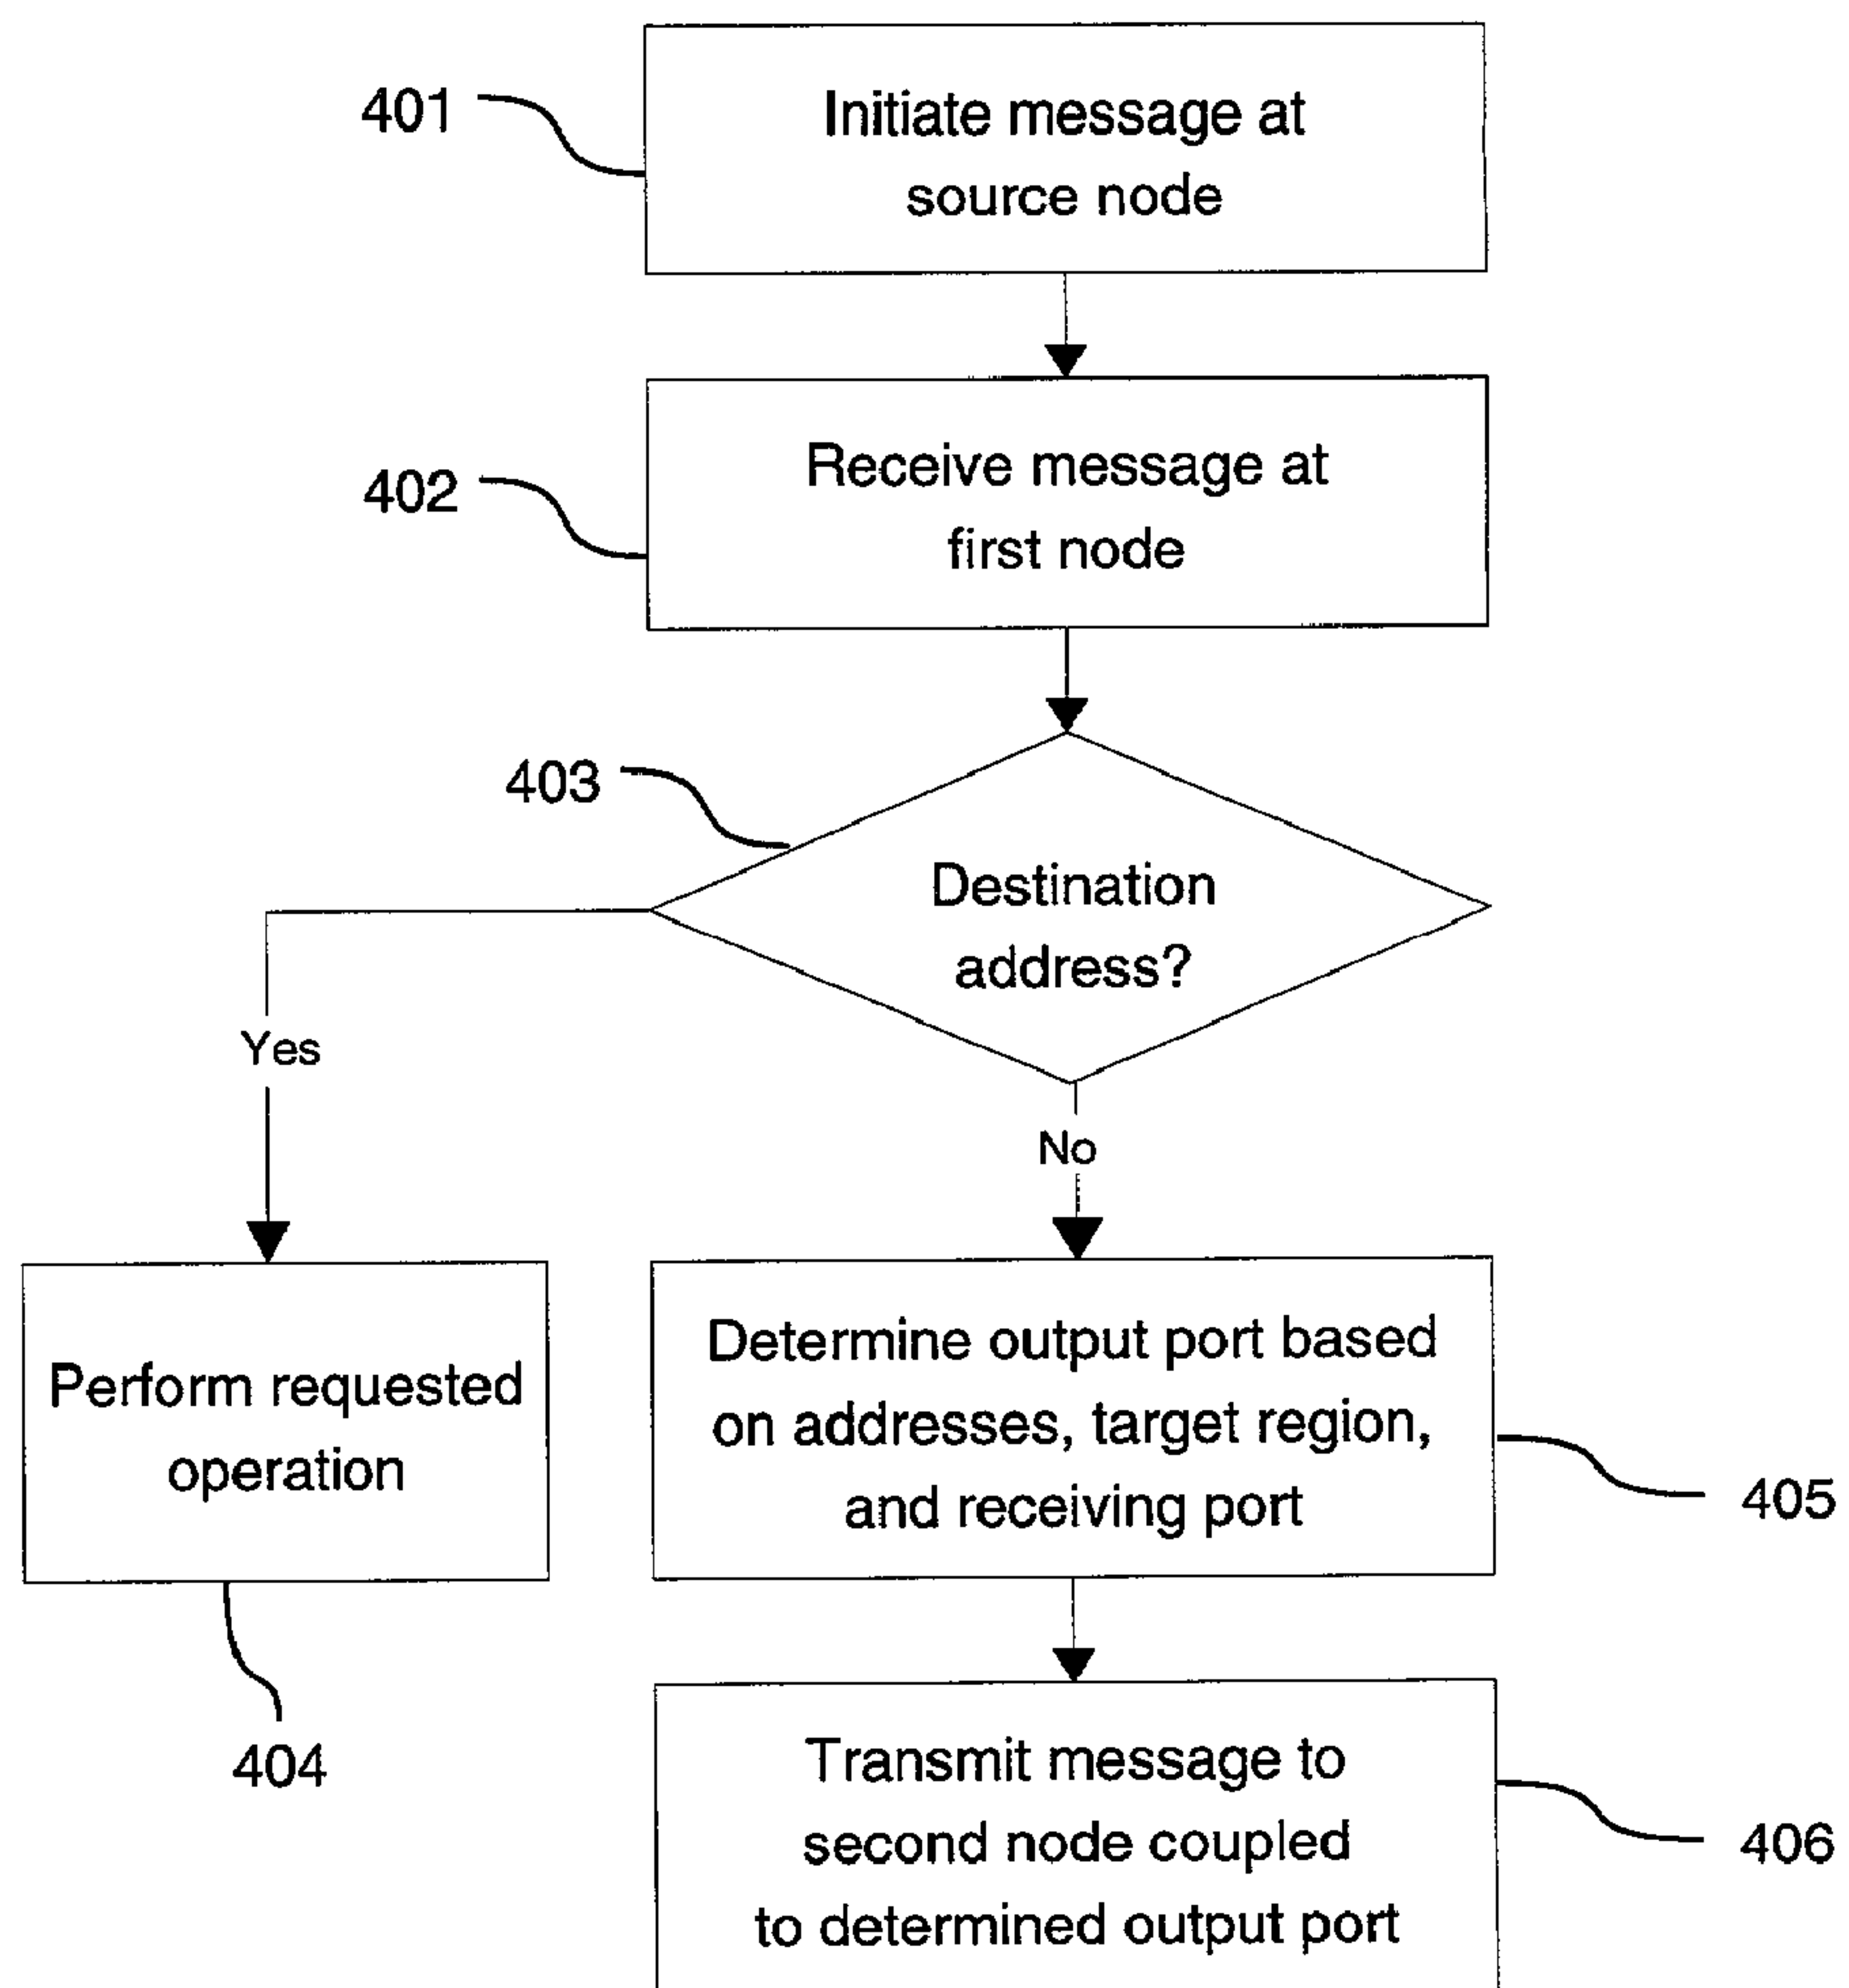 401
Initiate message at
source node
402
Receive message at
first node
403
Destination
address?
Yes
No
Perform requested
operation
404
Determine output port based
on addresses, target region,
and receiving port
405
Transmit message to
second node coupled
to determined output port
406